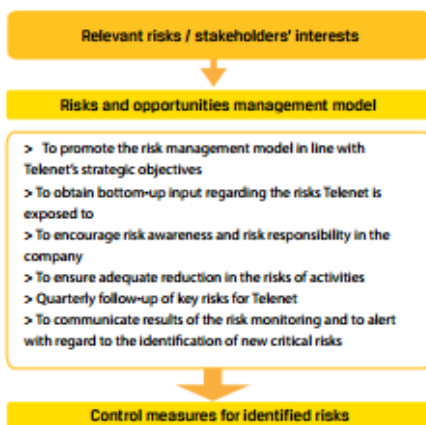 Relevant risks / stakeholders' interests
Risks and opportunities management model
> To promote the risk management model in line with
Telenet's strategic objectives
> To obtain bottom-up input regarding the risks Telenet is
exposed to
> To encourage risk awareness and risk responsibility in the
company
> To ensure adequate reduction in the risks of activities
> Quarterly follow-up of key risks for Telenet
> To communicate results of the risk monitoring and to alert
with regard to the identification of new critical risks
Control measures for identified risks